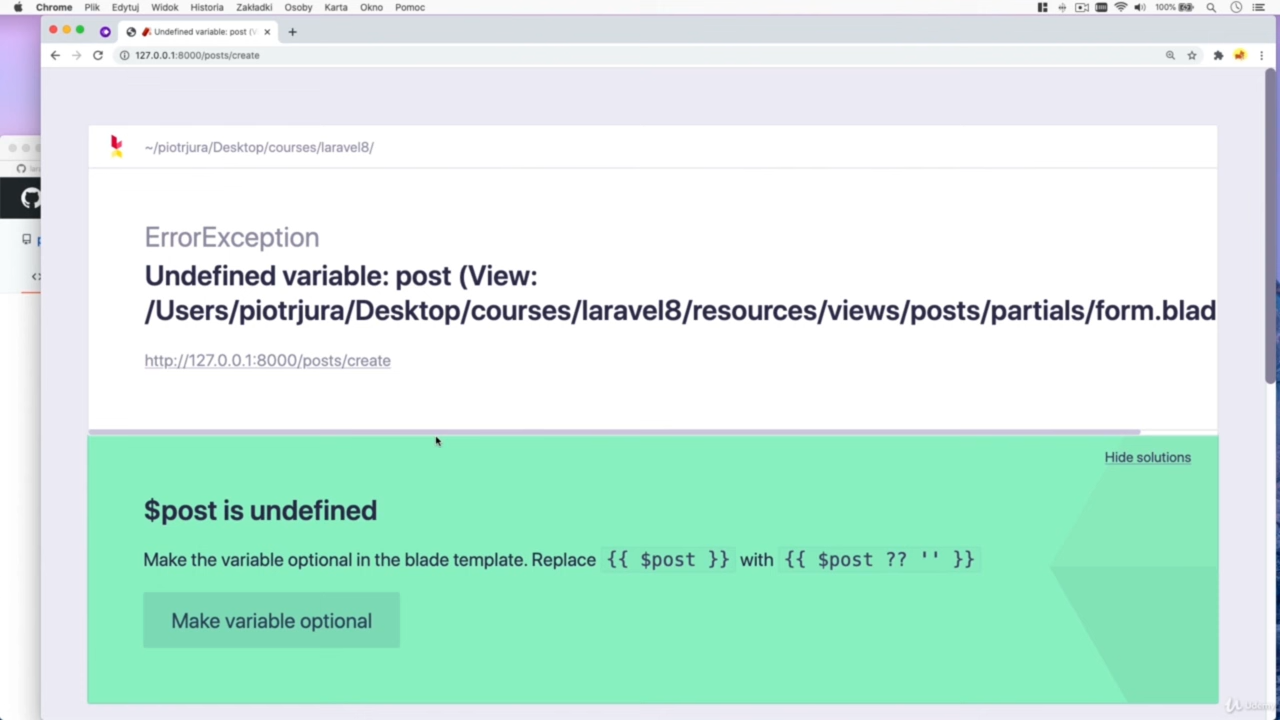 Chrome Plik Edytuj Widok Historia Zakładki Osoby Karta Okno Pomoc 100%
Undefined variable: post (V
127.0.0.1:8000/posts/create
~/piotrjura/Desktop/courses/laravel8/
ErrorException
Undefined variable: post (View:
/Users/piotrjura/Desktop/courses/laravel8/resources/views/posts/partials/form.blad
http://127.0.0.1:8000/posts/create
Hide solutions
$post is undefined
Make the variable optional in the blade template. Replace {{ $post }} with {{ $post ?? '' }}
Make variable optional
Udemy